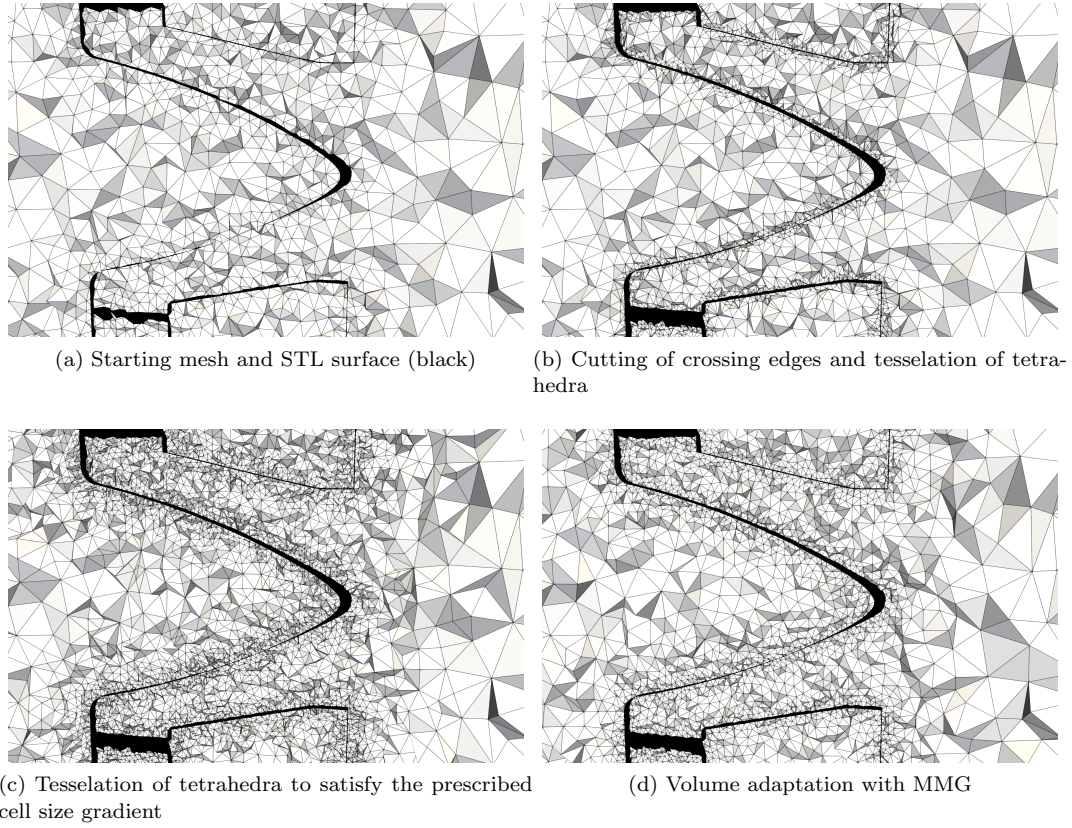 (a) Starting mesh and STL surface (black)
(b) Cutting of crossing edges and tesselation of tetra-
hedra
(c) Tesselation of tetrahedra to satisfy the prescribed
cell size gradient
(d) Volume adaptation with MMG